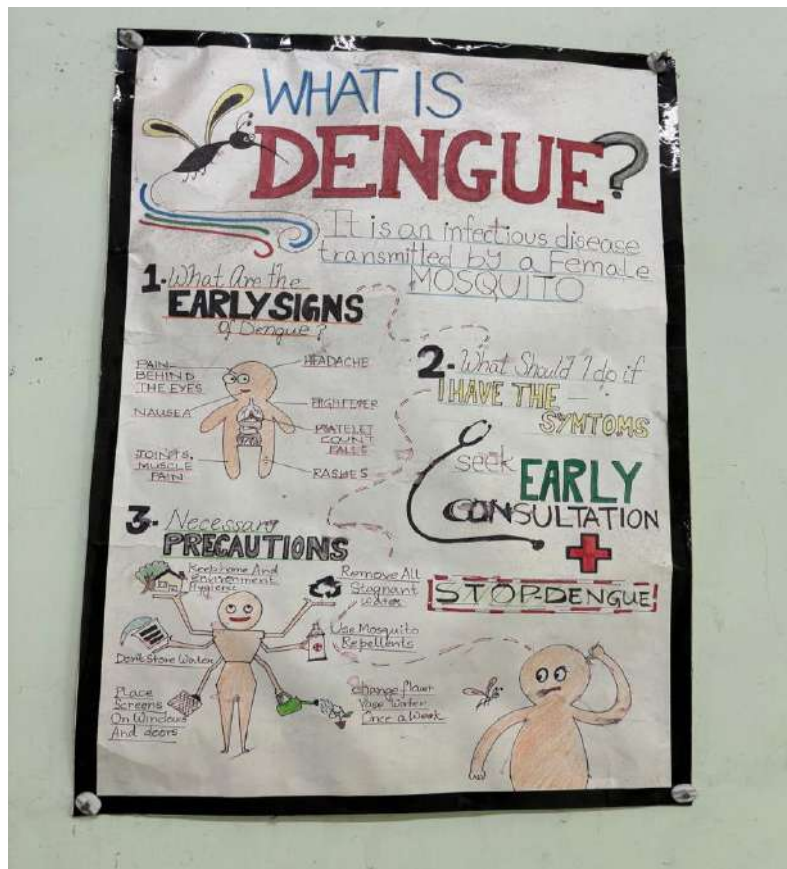 WHAT IS
DENGUE?
It is an infectious disease
transmitted by a Female
MOSQUITO
1. What Are the
EARLY SIGNS
of Dengue?
PAIN
BEHIND
THE EYES
NAUSEA
JOINTS,
MUSCLE
PAIN
HEADACHE
HIGH FEVER
PLATELET
COUNT
FALLS
RASHES
2. What Should I do if
I HAVE THE
SYMTOMS
seek EARLY
CONSULTATION
STOP DENGUE!
3. Necessary
PRECAUTIONS
Keep home And
Environment
Hygienic
Remove All
Stagnant
water
Don't Store Water
Use Mosquito
Repellents
Place
Screens
On Windows
And doors
Change flower
Vase Water
Once a Week